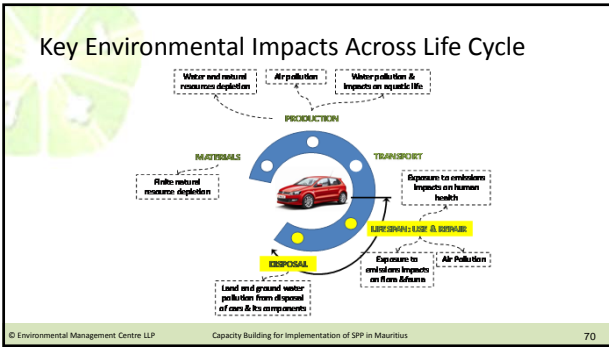 Key Environmental Impacts Across Life Cycle
Water and natural
resources depletion
Air pollution
Water pollution &
impacts on aquatic life
PRODUCTION
MATERIALS
TRANSPORT
Finite natural
resource depletion
Exposure to emissions
impacts on human
health
LIFESPAN: USE & REPAIR
DISPOSAL
Exposure to
emissions impacts
on flora &fauna
Air Pollution
Land and ground water
pollution from disposal
of cars & its components
© Environmental Management Centre LLP
Capacity Building for Implementation of SPP in Mauritius
70